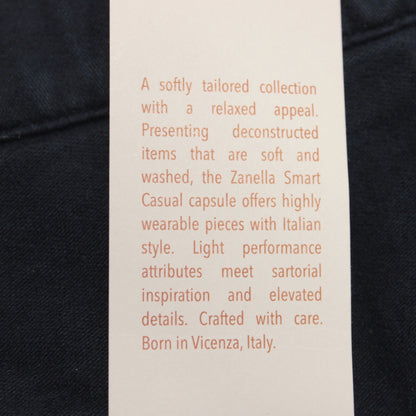 A softly tailored collection
with a relaxed appeal.
Presenting deconstructed
items that are soft and
washed, the Zanella Smart
Casual capsule offers highly
wearable pieces with Italian
style. Light performance
attributes meet sartorial
inspiration and elevated
details. Crafted with care.
Born in Vicenza, Italy.